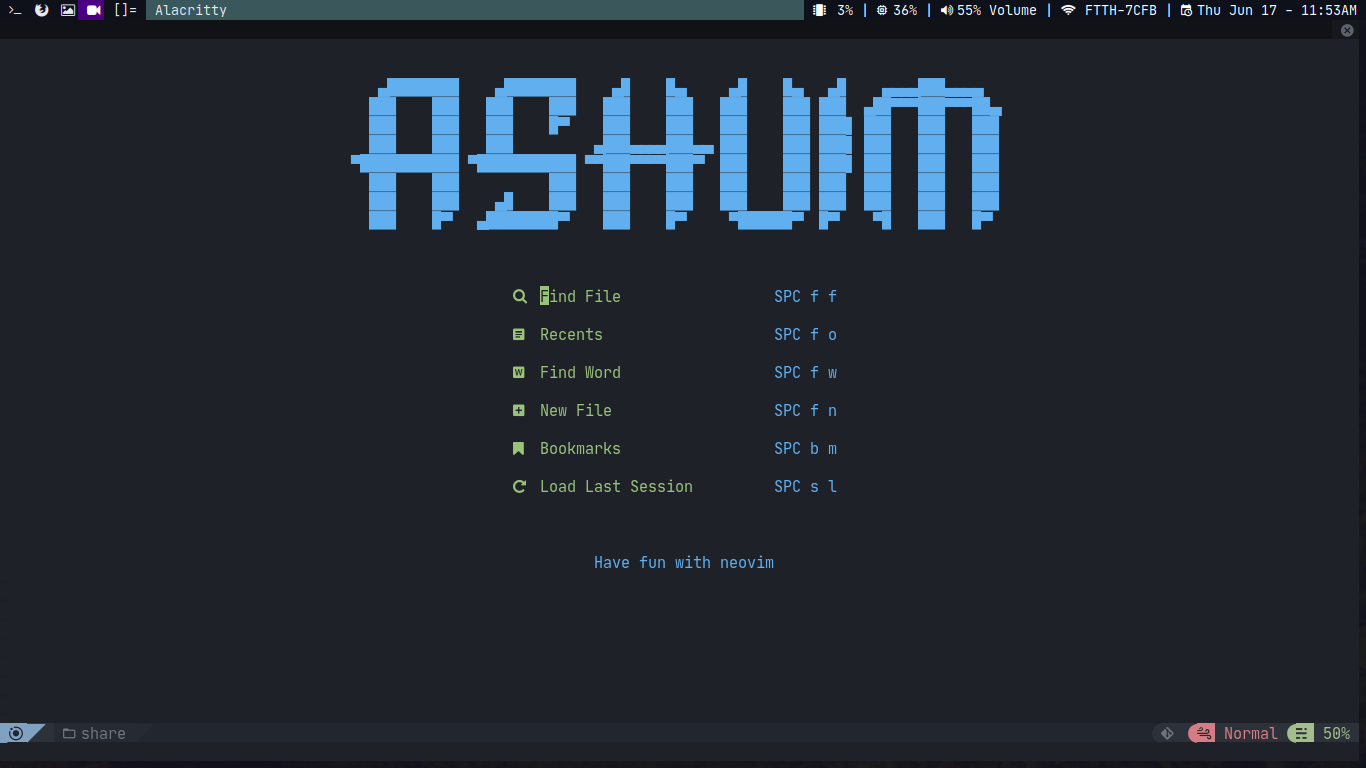 []= Alacritty 3% | 36% | 55% Volume | FTTH-7CFB | Thu Jun 17 - 11:53AM
ASHVIM
Find File SPC f f
Recents SPC f o
Find Word SPC f w
New File SPC f n
Bookmarks SPC b m
Load Last Session SPC s l
Have fun with neovim
share Normal 50%